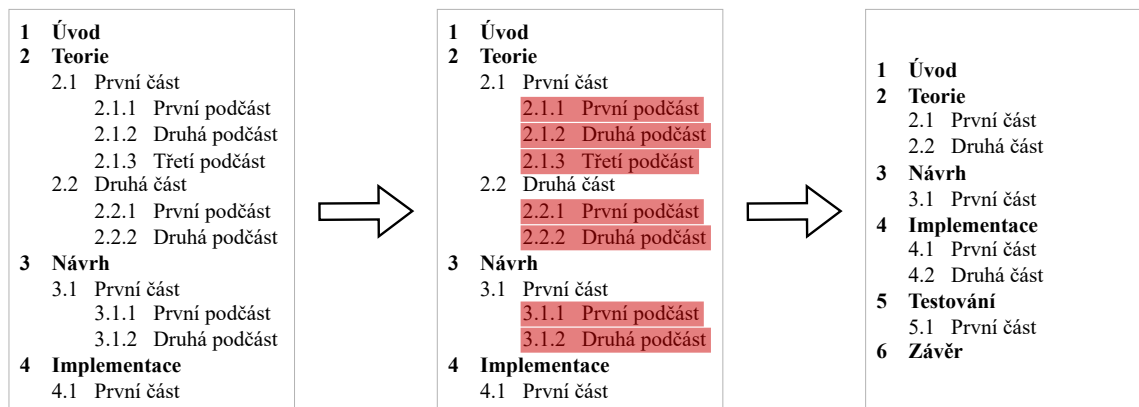 1 Úvod
2 Teorie
2.1 První část
2.1.1 První podčást
2.1.2 Druhá podčást
2.1.3 Třetí podčást
2.2 Druhá část
2.2.1 První podčást
2.2.2 Druhá podčást
3 Návrh
3.1 První část
3.1.1 První podčást
3.1.2 Druhá podčást
4 Implementace
4.1 První část
1 Úvod
2 Teorie
2.1 První část
2.1.1 První podčást
2.1.2 Druhá podčást
2.1.3 Třetí podčást
2.2 Druhá část
2.2.1 První podčást
2.2.2 Druhá podčást
3 Návrh
3.1 První část
3.1.1 První podčást
3.1.2 Druhá podčást
4 Implementace
4.1 První část
1 Úvod
2 Teorie
2.1 První část
2.2 Druhá část
3 Návrh
3.1 První část
4 Implementace
4.1 První část
4.2 Druhá část
5 Testování
5.1 První část
6 Závěr